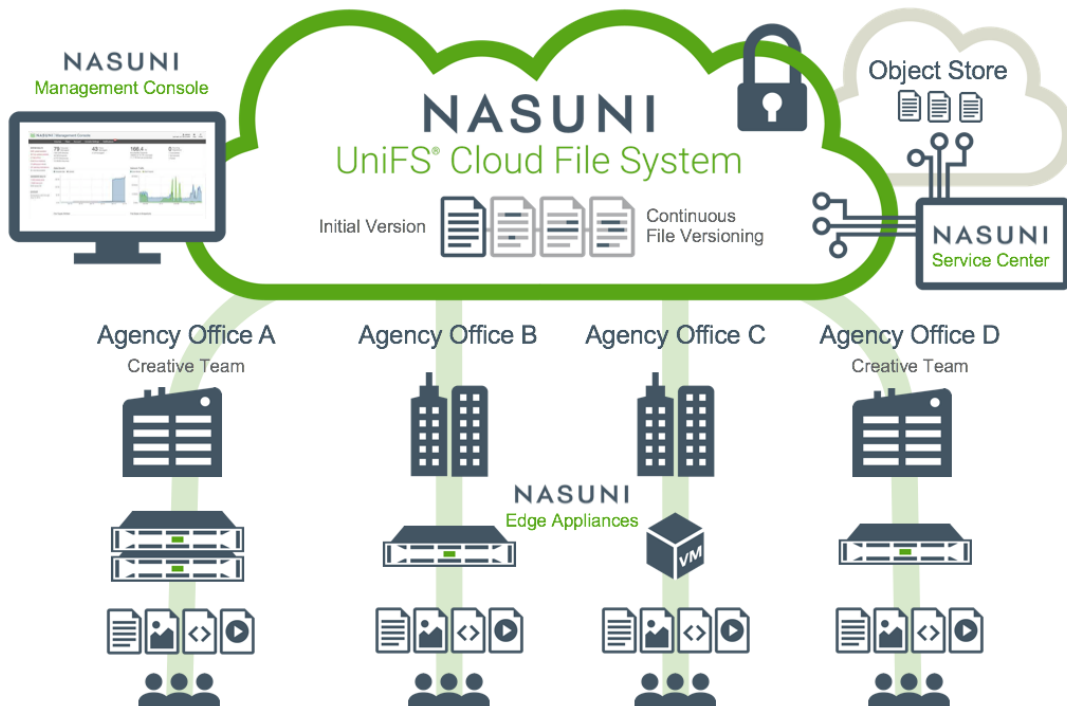 NASUNI
Management Console
NASUNI
UniFS® Cloud File System
Initial Version
Continuous
File Versioning
Object Store
NASUNI
Service Center
Agency Office A
Creative Team
Agency Office B
Agency Office C
Agency Office D
Creative Team
NASUNI
Edge Appliances
VM